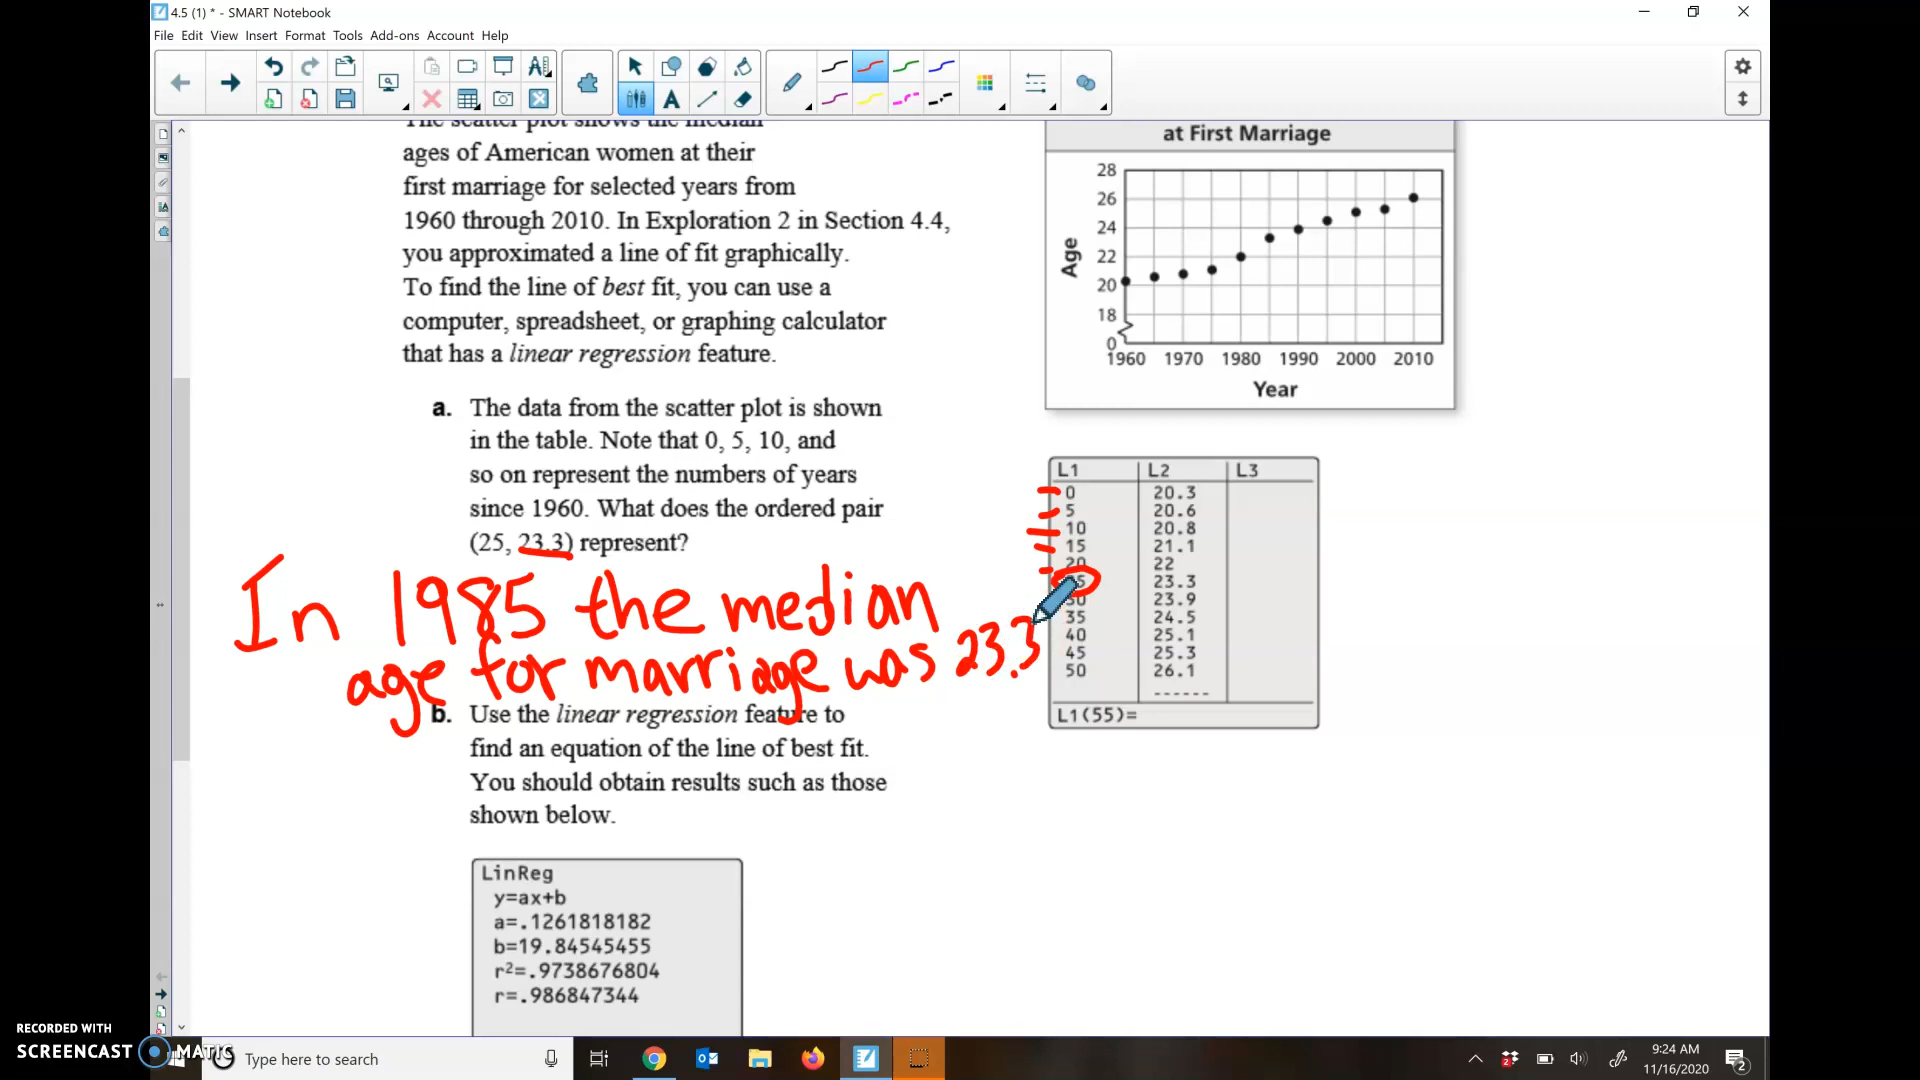 4.5 (1) * - SMART Notebook
File Edit View Insert Format Tools Add-ons Account Help
The scatter plot shows the median
ages of American women at their
first marriage for selected years from
1960 through 2010. In Exploration 2 in Section 4.4,
you approximated a line of fit graphically.
To find the line of best fit, you can use a
computer, spreadsheet, or graphing calculator
that has a linear regression feature.
at First Marriage
28
26
24
22
20
18
0
Age
1960 1970 1980 1990 2000 2010
Year
a. The data from the scatter plot is shown
in the table. Note that 0, 5, 10, and
so on represent the numbers of years
since 1960. What does the ordered pair
(25, 23.3) represent?
In 1985 the median
age for marriage was 23.3
L1 L2 L3
0 20.3
5 20.6
10 20.8
15 21.1
20 22
23.3
30 23.9
35 24.5
40 25.1
45 25.3
50 26.1
------
L1(55)=
b. Use the linear regression feature to
find an equation of the line of best fit.
You should obtain results such as those
shown below.
LinReg
y=ax+b
a=.1261818182
b=19.84545455
r²=.9738676804
r=.986847344
RECORDED WITH
SCREENCAST MATIC
Type here to search
9:24 AM
11/16/2020
2
2